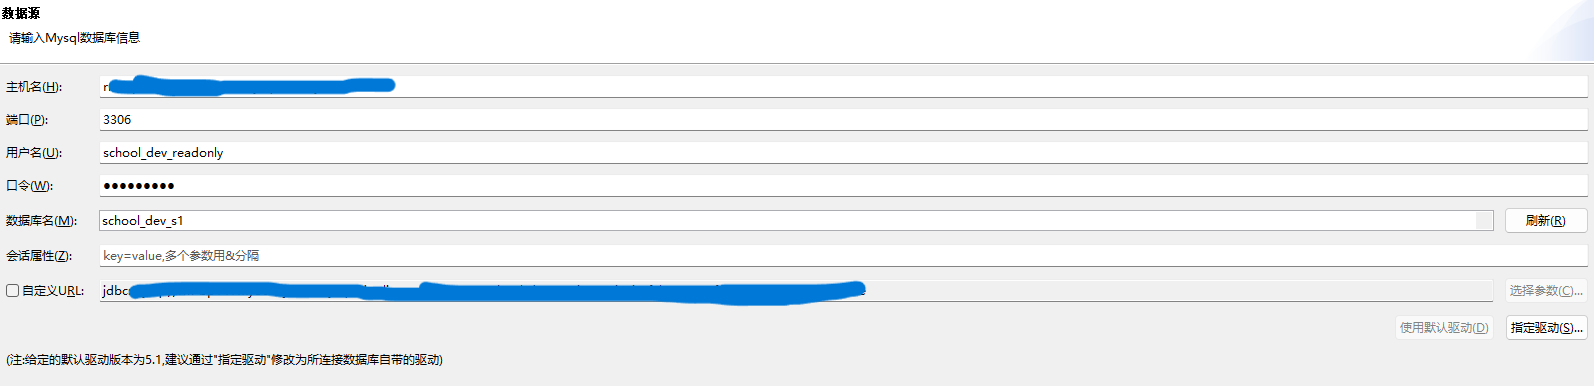 数据源
请输入Mysql数据库信息
主机名(H):
端口(P): 3306
用户名(U): school_dev_readonly
口令(W): ●●●●●●●●●
数据库名(M): school_dev_s1 刷新(R)
会话属性(Z): key=value,多个参数用&分隔
自定义URL: jdbc 选择参数(C)...
使用默认驱动(D) 指定驱动(S)...
(注:给定的默认驱动版本为5.1,建议通过"指定驱动"修改为所连接数据库自带的驱动)